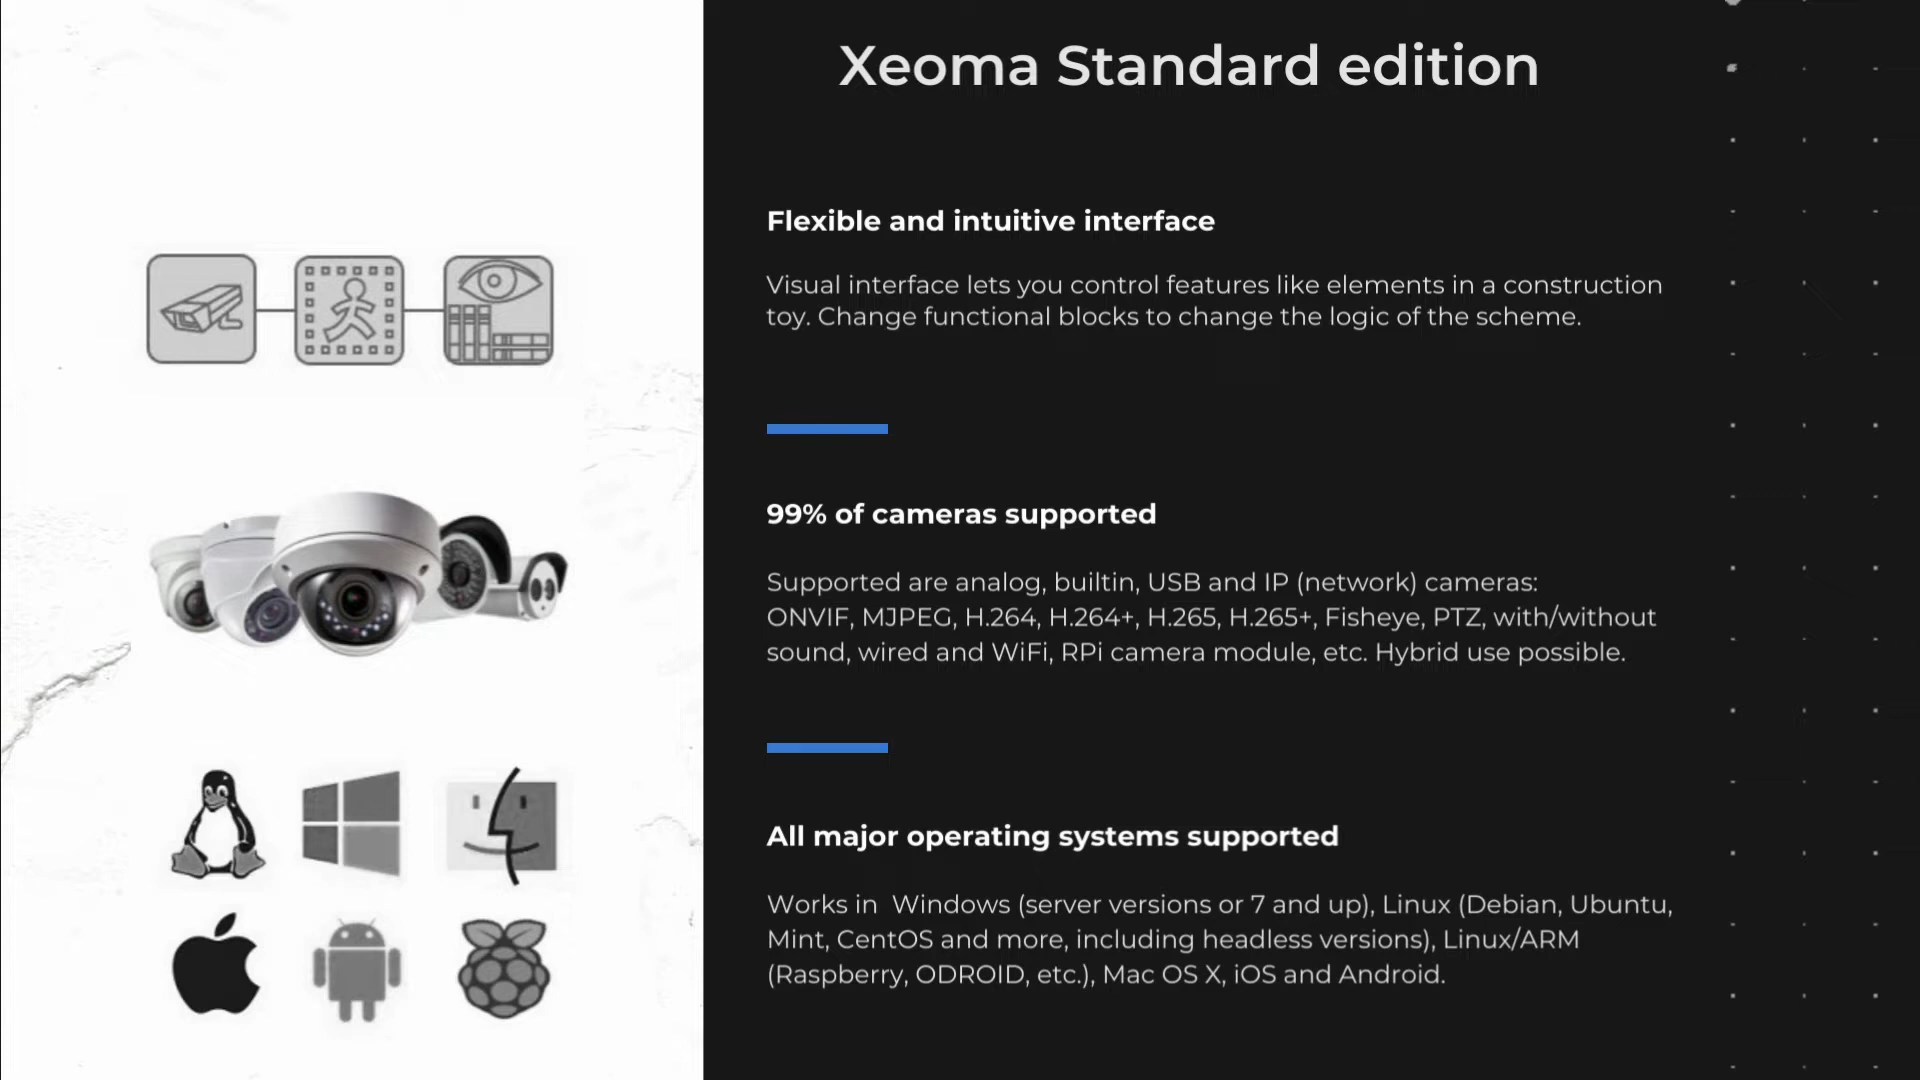 Xeoma Standard edition
Flexible and intuitive interface
Visual interface lets you control features like elements in a construction
toy. Change functional blocks to change the logic of the scheme.
99% of cameras supported
Supported are analog, builtin, USB and IP (network) cameras:
ONVIF, MJPEG, H.264, H.264+, H.265, H.265+, Fisheye, PTZ, with/without
sound, wired and WiFi, RPi camera module, etc. Hybrid use possible.
All major operating systems supported
Works in  Windows (server versions or 7 and up), Linux (Debian, Ubuntu,
Mint, CentOS and more, including headless versions), Linux/ARM
(Raspberry, ODROID, etc.), Mac OS X, iOS and Android.